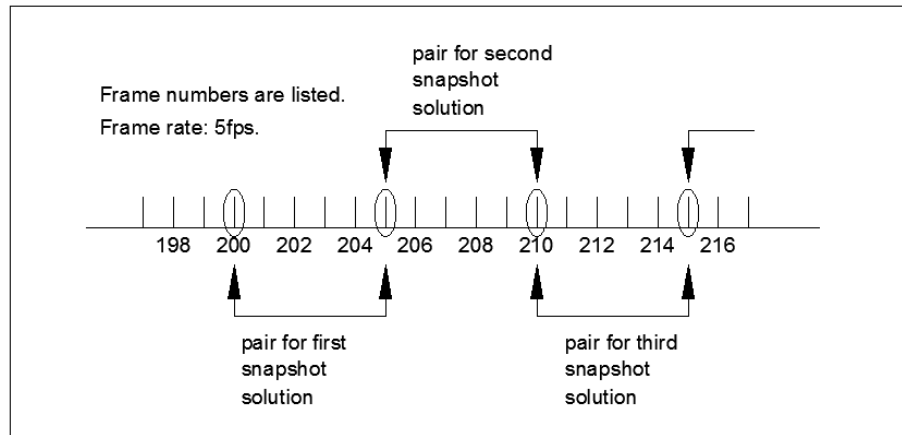 pair for second
snapshot
solution
Frame numbers are listed.
Frame rate: 5fps.
198 200 202 204 206 208 210 212 214 216
pair for first
snapshot
solution
pair for third
snapshot
solution